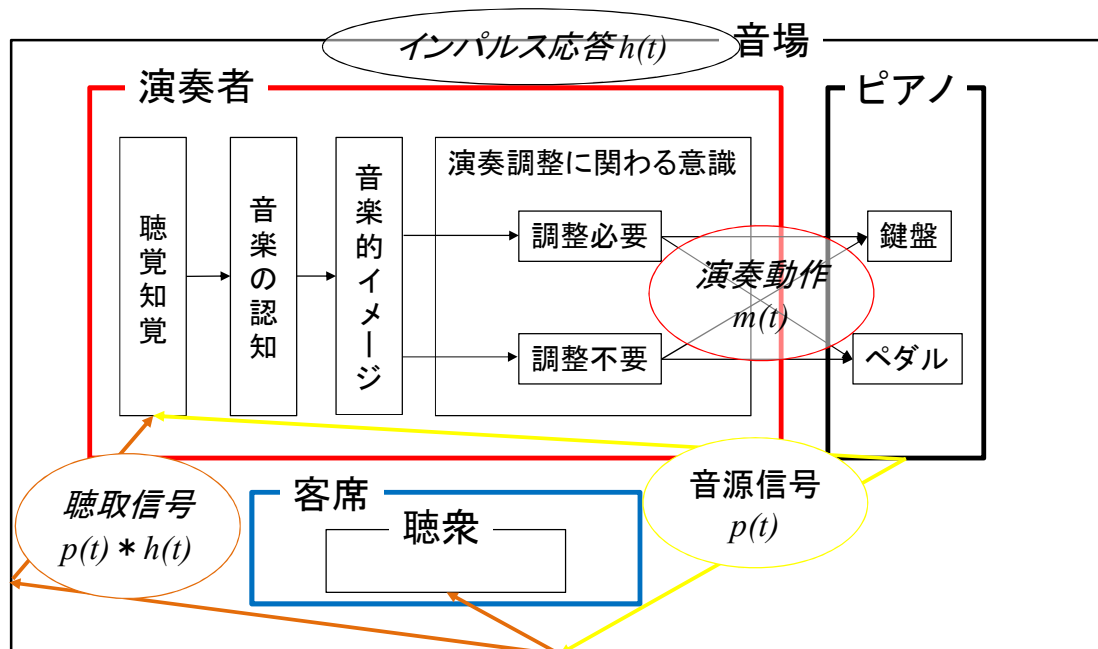 インパルス応答h(t)
音場
演奏者
ピアノ
聴覚知覚
音楽の認知
音楽的イメージ
演奏調整に関わる意識
調整必要
調整不要
演奏動作
m(t)
鍵盤
ペダル
聴取信号
p(t) * h(t)
客席
聴衆
音源信号
p(t)